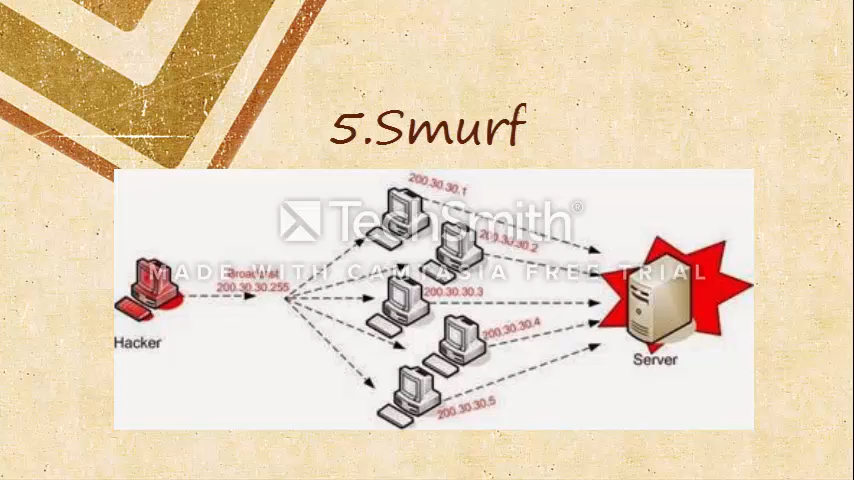 5.Smurf
200.30.30.1
TechSmith®
200.30.30.2
MADE WITH CAMTASIA FREE TRIAL
Broadcast
200.30.30.255
200.30.30.3
200.30.30.4
Hacker
Server
200.30.30.5